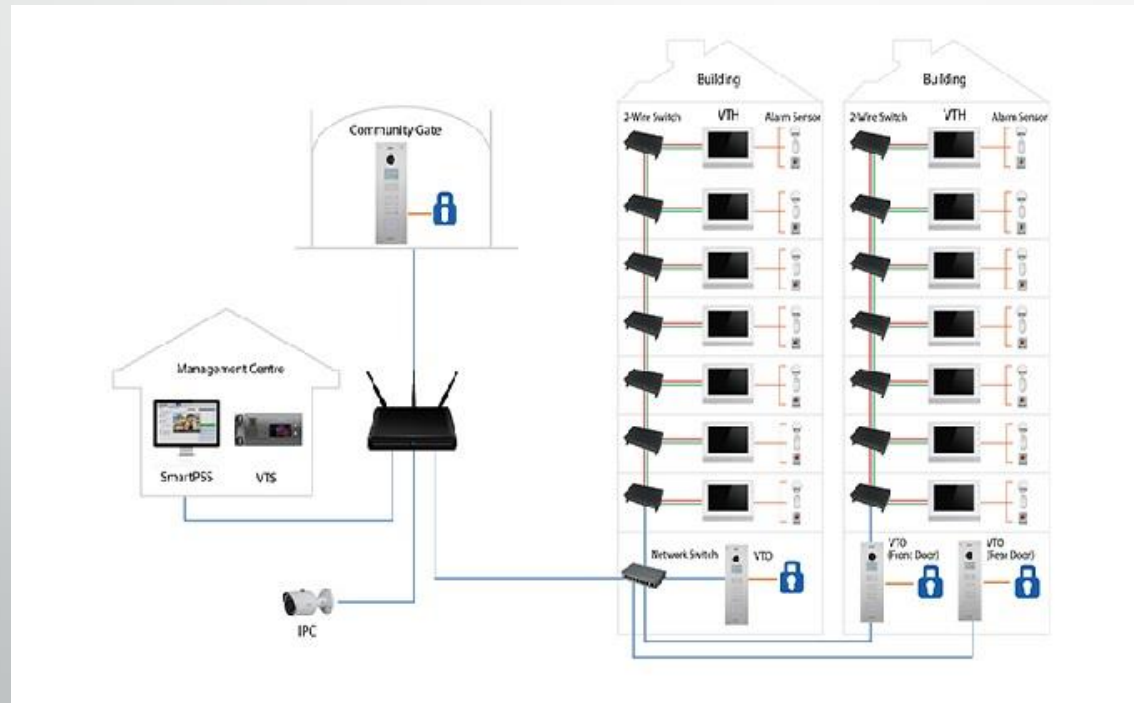 Building
Building
2-Wire Switch
VTH
Alarm Sensor
2-Wire Switch
VTH
Alarm Sensor
Community Gate
Management Centre
SmartPSS
VTS
Network Switch
VTO
VTO
(Front Door)
VTO
(Rear Door)
IPC